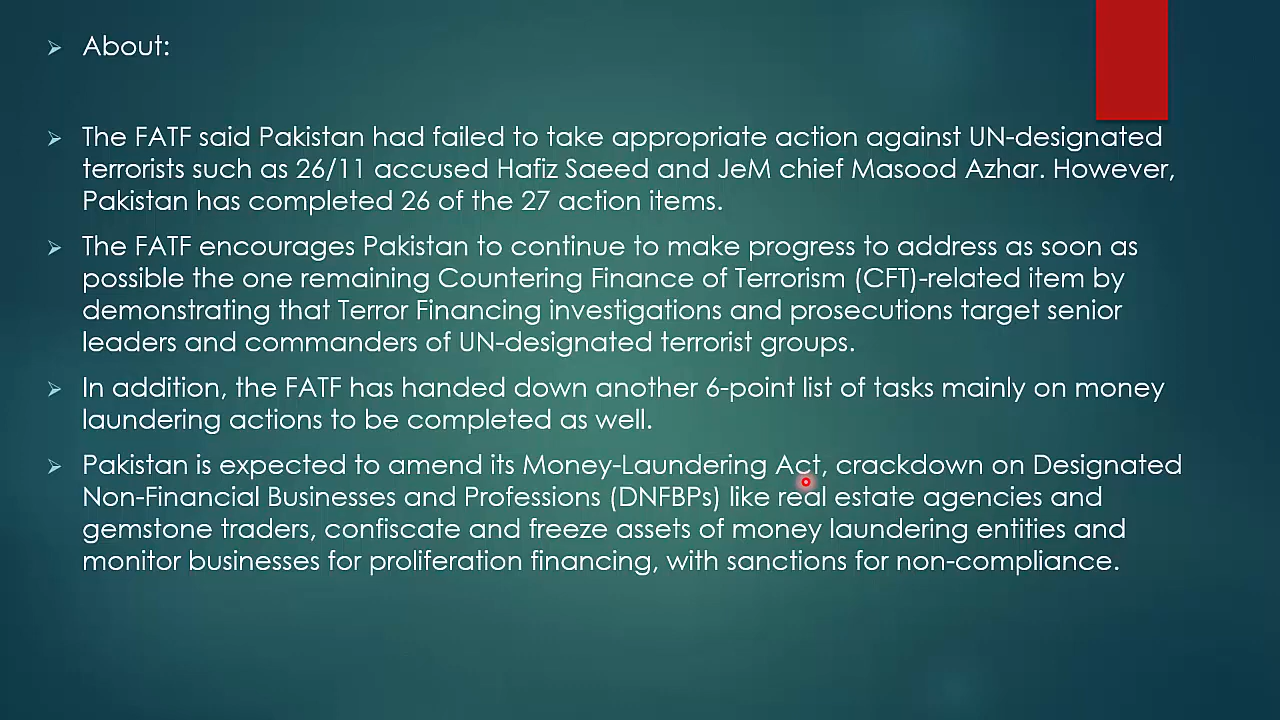 About:
The FATF said Pakistan had failed to take appropriate action against UN-designated
terrorists such as 26/11 accused Hafiz Saeed and JeM chief Masood Azhar. However,
Pakistan has completed 26 of the 27 action items.
The FATF encourages Pakistan to continue to make progress to address as soon as
possible the one remaining Countering Finance of Terrorism (CFT)-related item by
demonstrating that Terror Financing investigations and prosecutions target senior
leaders and commanders of UN-designated terrorist groups.
In addition, the FATF has handed down another 6-point list of tasks mainly on money
laundering actions to be completed as well.
Pakistan is expected to amend its Money-Laundering Act, crackdown on Designated
Non-Financial Businesses and Professions (DNFBPs) like real estate agencies and
gemstone traders, confiscate and freeze assets of money laundering entities and
monitor businesses for proliferation financing, with sanctions for non-compliance.